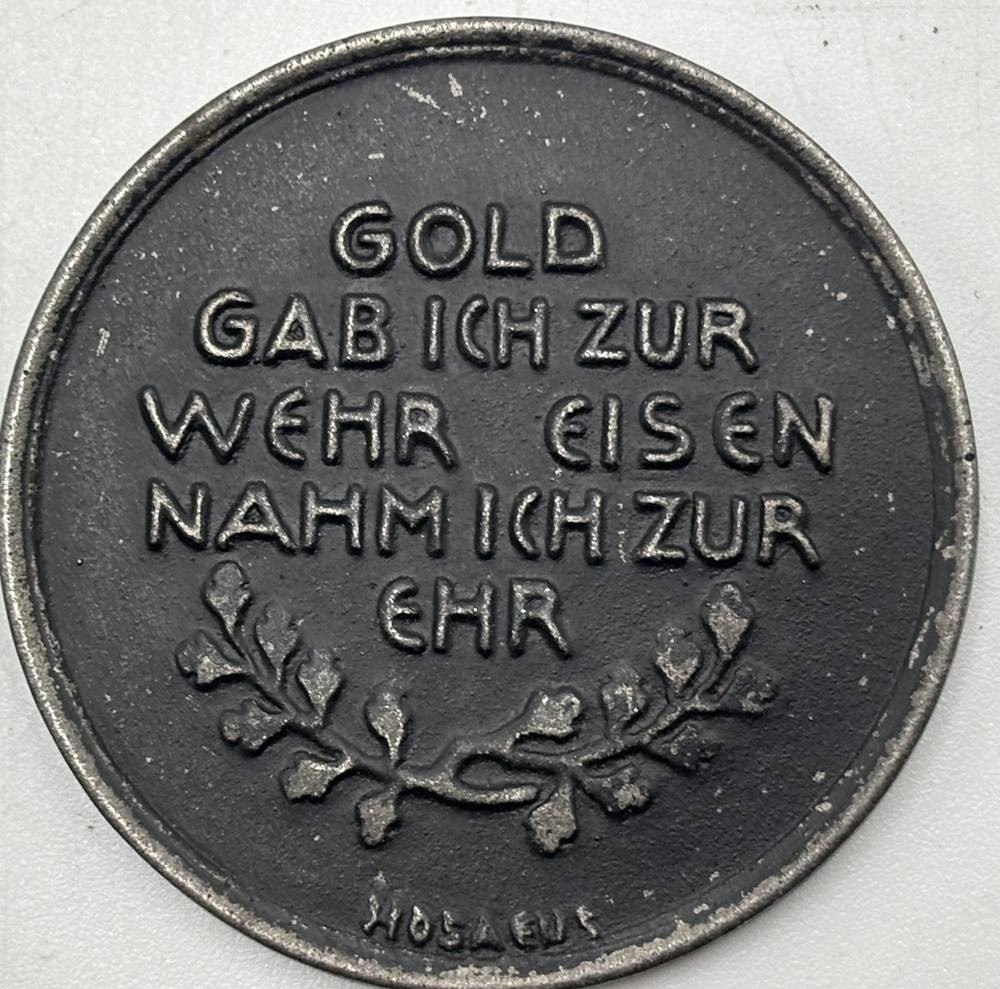 GOLD
GAB ICH ZUR
WEHR EISEN
NAHM ICH ZUR
EHR
HOSAEUS